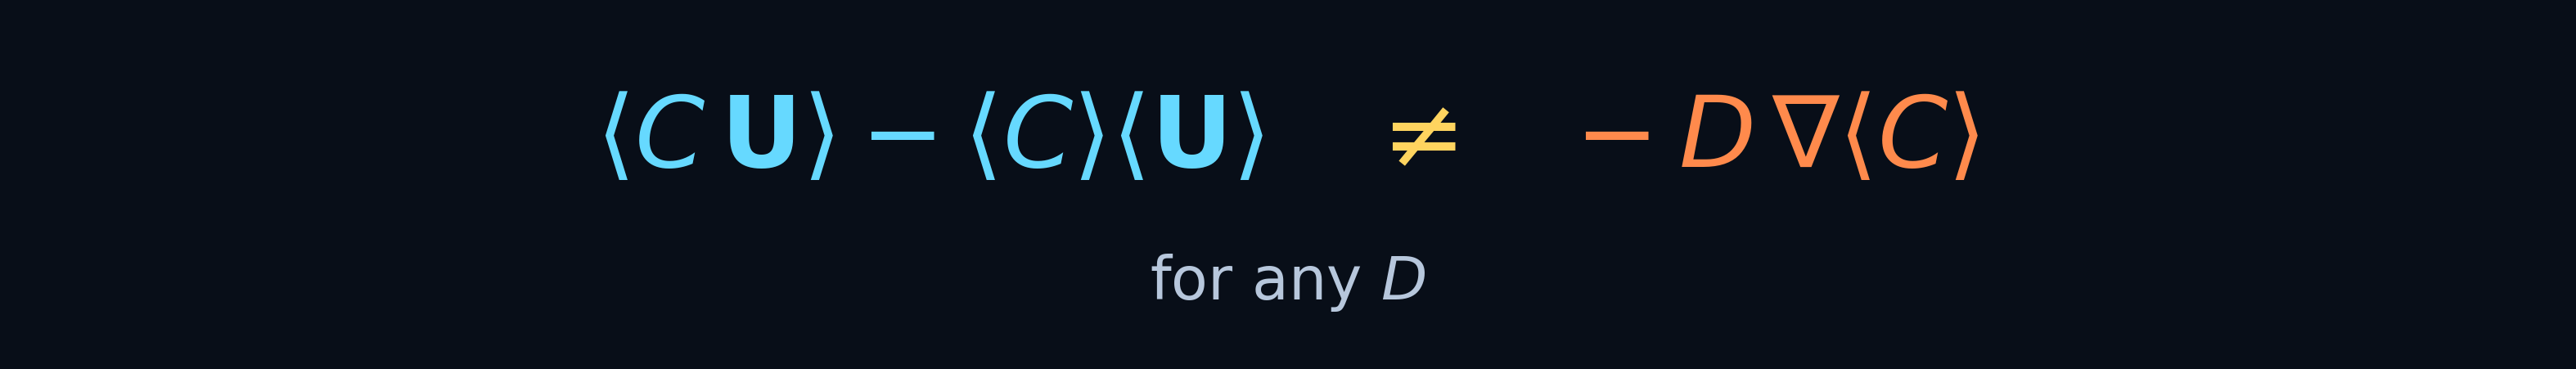 ⟨C U⟩ − ⟨C⟩⟨U⟩ ≠ − D ∇⟨C⟩
for any D